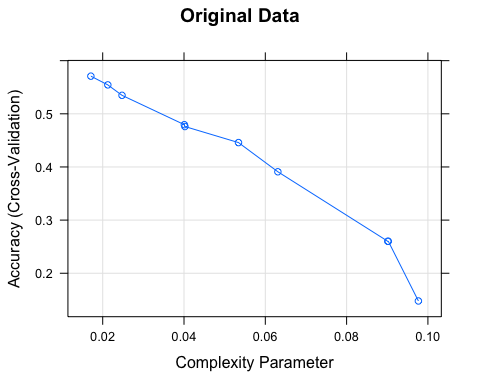 Original Data
Accuracy (Cross-Validation)
0.5
0.4
0.3
0.2
0.02 0.04 0.06 0.08 0.10
Complexity Parameter